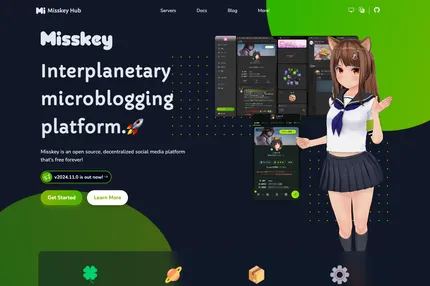 Misskey Hub
Servers
Docs
Blog
More!
Misskey
Interplanetary
microblogging
platform.🚀
Misskey is an open source, decentralized social media platform
that's free forever!
v2024.11.0 is out now! →
Get Started
Learn More